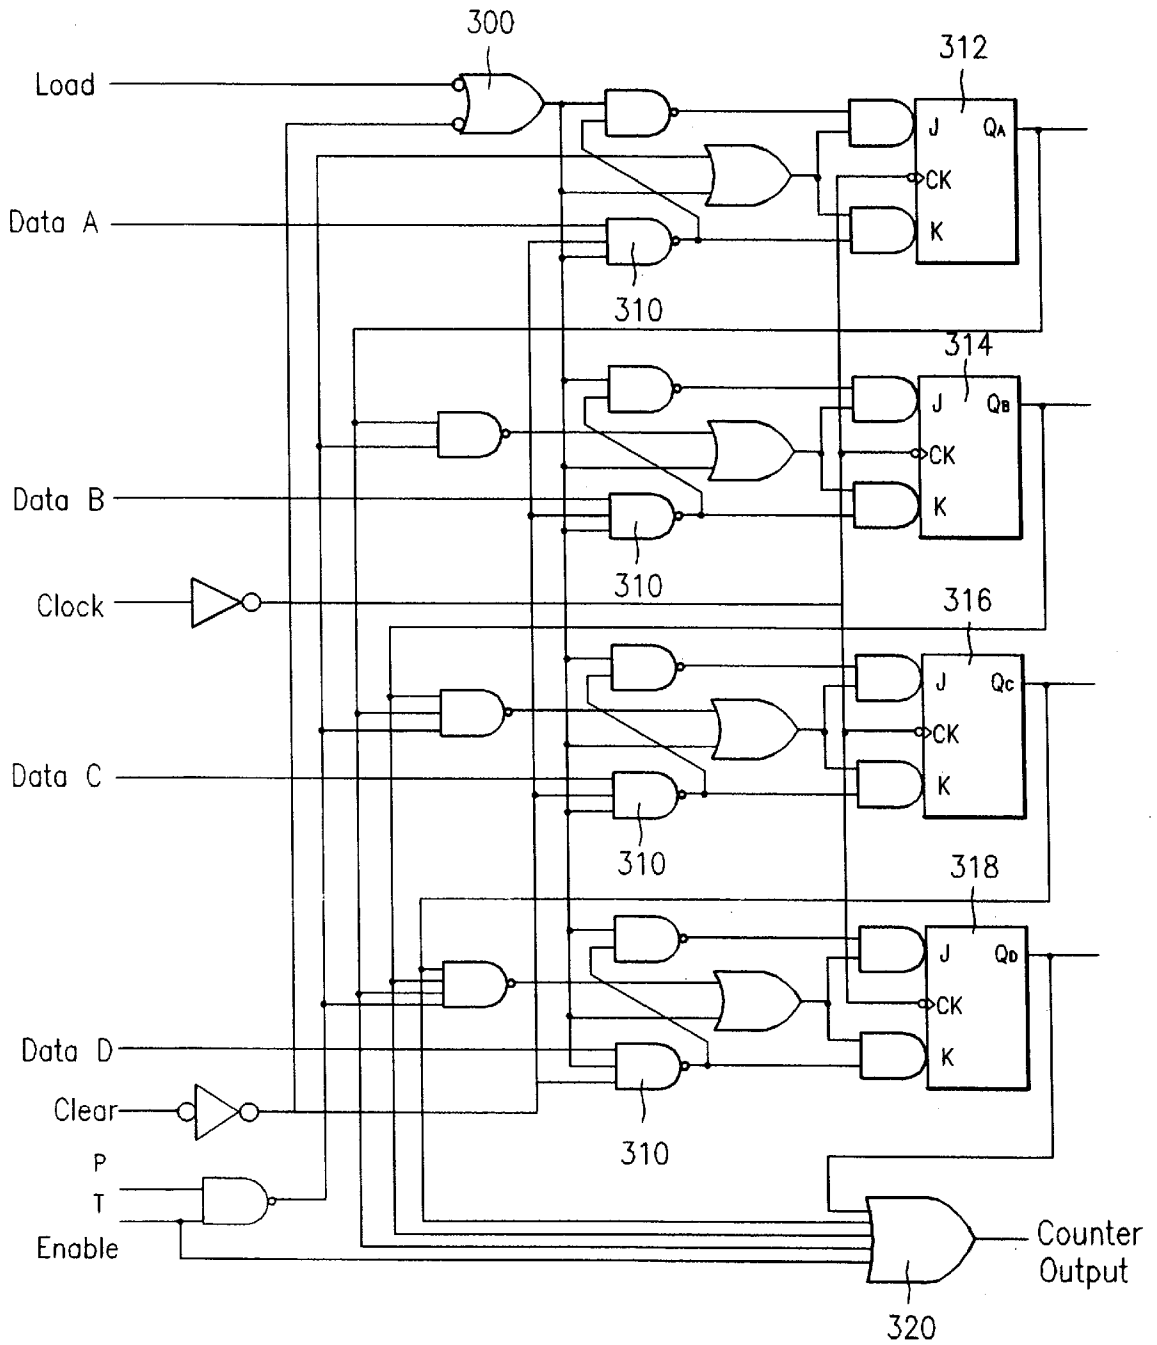 300
312
Load
J QA
CK
K
Data A
310
314
J QB
CK
K
Data B
310
Clock
316
J QC
CK
K
Data C
310
318
J QD
CK
K
Data D
Clear
310
P
T
Enable
Counter
Output
320